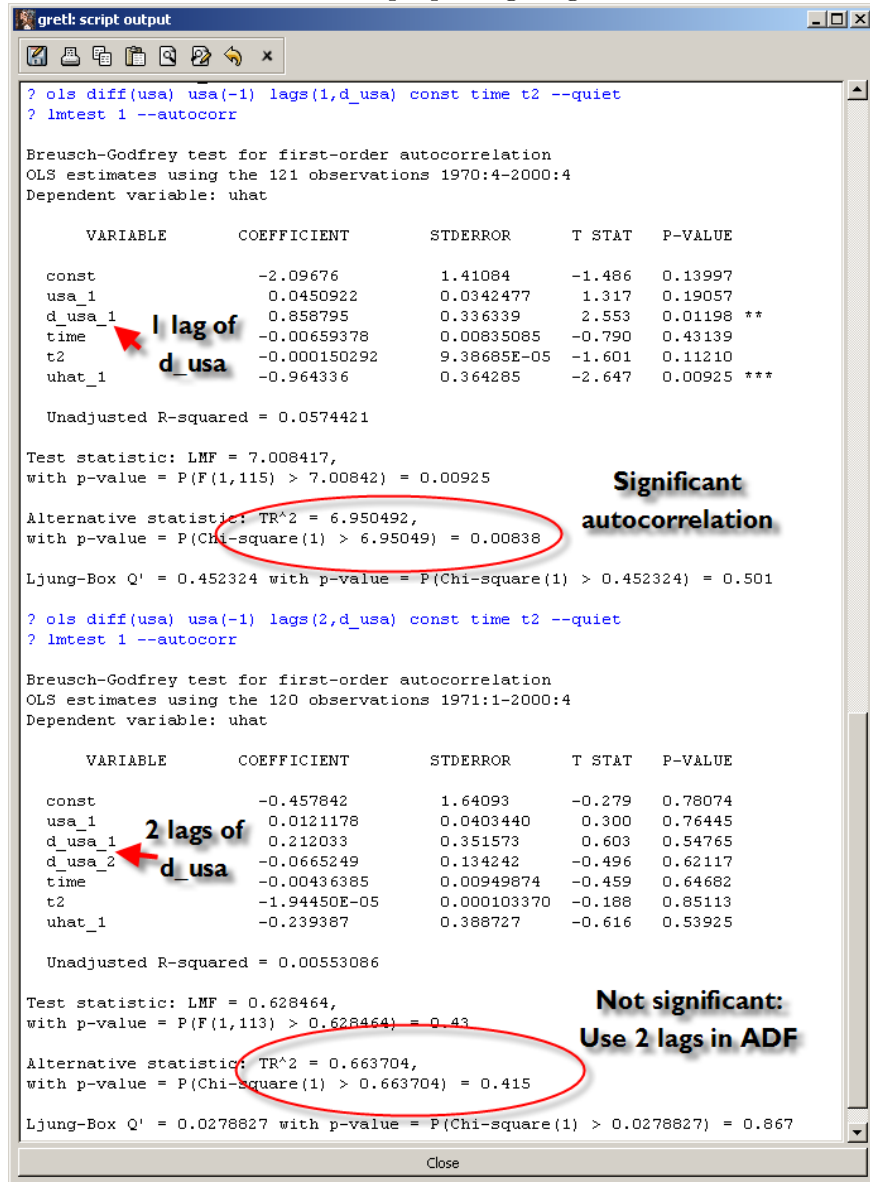 gretl: script output
? ols diff(usa) usa(-1) lags(1,d_usa) const time t2 --quiet
? lmtest 1 --autocorr
Breusch-Godfrey test for first-order autocorrelation
OLS estimates using the 121 observations 1970:4-2000:4
Dependent variable: uhat
VARIABLE COEFFICIENT STDERROR T STAT P-VALUE
const -2.09676 1.41084 -1.486 0.13997
usa_1 0.0450922 0.0342477 1.317 0.19057
d_usa_1 0.858795 0.336339 2.553 0.01198 **
time -0.00659378 0.00835085 -0.790 0.43139
t2 -0.000150292 9.38685E-05 -1.601 0.11210
uhat_1 -0.964336 0.364285 -2.647 0.00925 ***
1 lag of
d_usa
Unadjusted R-squared = 0.0574421
Test statistic: LMF = 7.008417,
with p-value = P(F(1,115) > 7.00842) = 0.00925
Significant
autocorrelation
Alternative statistic: TR^2 = 6.950492,
with p-value = P(Chi-square(1) > 6.95049) = 0.00838
Ljung-Box Q' = 0.452324 with p-value = P(Chi-square(1) > 0.452324) = 0.501
? ols diff(usa) usa(-1) lags(2,d_usa) const time t2 --quiet
? lmtest 1 --autocorr
Breusch-Godfrey test for first-order autocorrelation
OLS estimates using the 120 observations 1971:1-2000:4
Dependent variable: uhat
VARIABLE COEFFICIENT STDERROR T STAT P-VALUE
const -0.457842 1.64093 -0.279 0.78074
usa_1 0.0121178 0.0403440 0.300 0.76445
d_usa_1 0.212033 0.351573 0.603 0.54765
d_usa_2 -0.0665249 0.134242 -0.496 0.62117
time -0.00436385 0.00949874 -0.459 0.64682
t2 -1.94450E-05 0.000103370 -0.188 0.85113
uhat_1 -0.239387 0.388727 -0.616 0.53925
2 lags of
d_usa
Unadjusted R-squared = 0.00553086
Test statistic: LMF = 0.628464,
with p-value = P(F(1,113) > 0.628464) = 0.43
Not significant:
Use 2 lags in ADF
Alternative statistic: TR^2 = 0.663704,
with p-value = P(Chi-square(1) > 0.663704) = 0.415
Ljung-Box Q' = 0.0278827 with p-value = P(Chi-square(1) > 0.0278827) = 0.867
Close